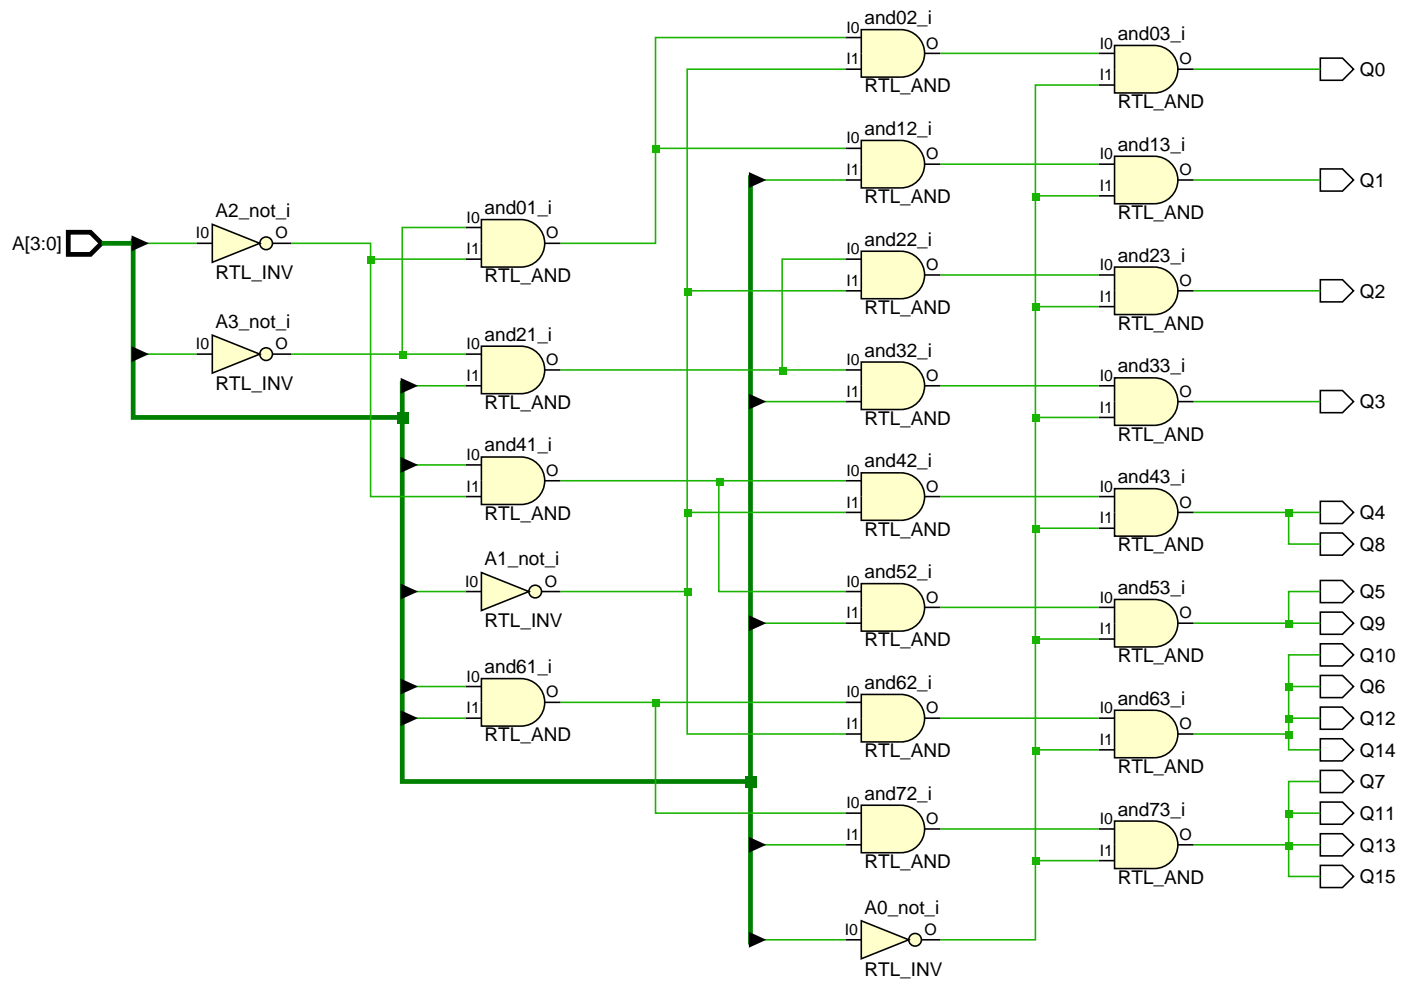 A[3:0]
A2_not_i
I0
O
RTL_INV
A3_not_i
I0
O
RTL_INV
and01_i
I0
I1
O
RTL_AND
and21_i
I0
I1
O
RTL_AND
and41_i
I0
I1
O
RTL_AND
A1_not_i
I0
O
RTL_INV
and61_i
I0
I1
O
RTL_AND
and02_i
I0
I1
O
RTL_AND
and12_i
I0
I1
O
RTL_AND
and22_i
I0
I1
O
RTL_AND
and32_i
I0
I1
O
RTL_AND
and42_i
I0
I1
O
RTL_AND
and52_i
I0
I1
O
RTL_AND
and62_i
I0
I1
O
RTL_AND
and72_i
I0
I1
O
RTL_AND
A0_not_i
I0
O
RTL_INV
and03_i
I0
I1
O
RTL_AND
and13_i
I0
I1
O
RTL_AND
and23_i
I0
I1
O
RTL_AND
and33_i
I0
I1
O
RTL_AND
and43_i
I0
I1
O
RTL_AND
and53_i
I0
I1
O
RTL_AND
and63_i
I0
I1
O
RTL_AND
and73_i
I0
I1
O
RTL_AND
Q0
Q1
Q2
Q3
Q4
Q8
Q5
Q9
Q10
Q6
Q12
Q14
Q7
Q11
Q13
Q15